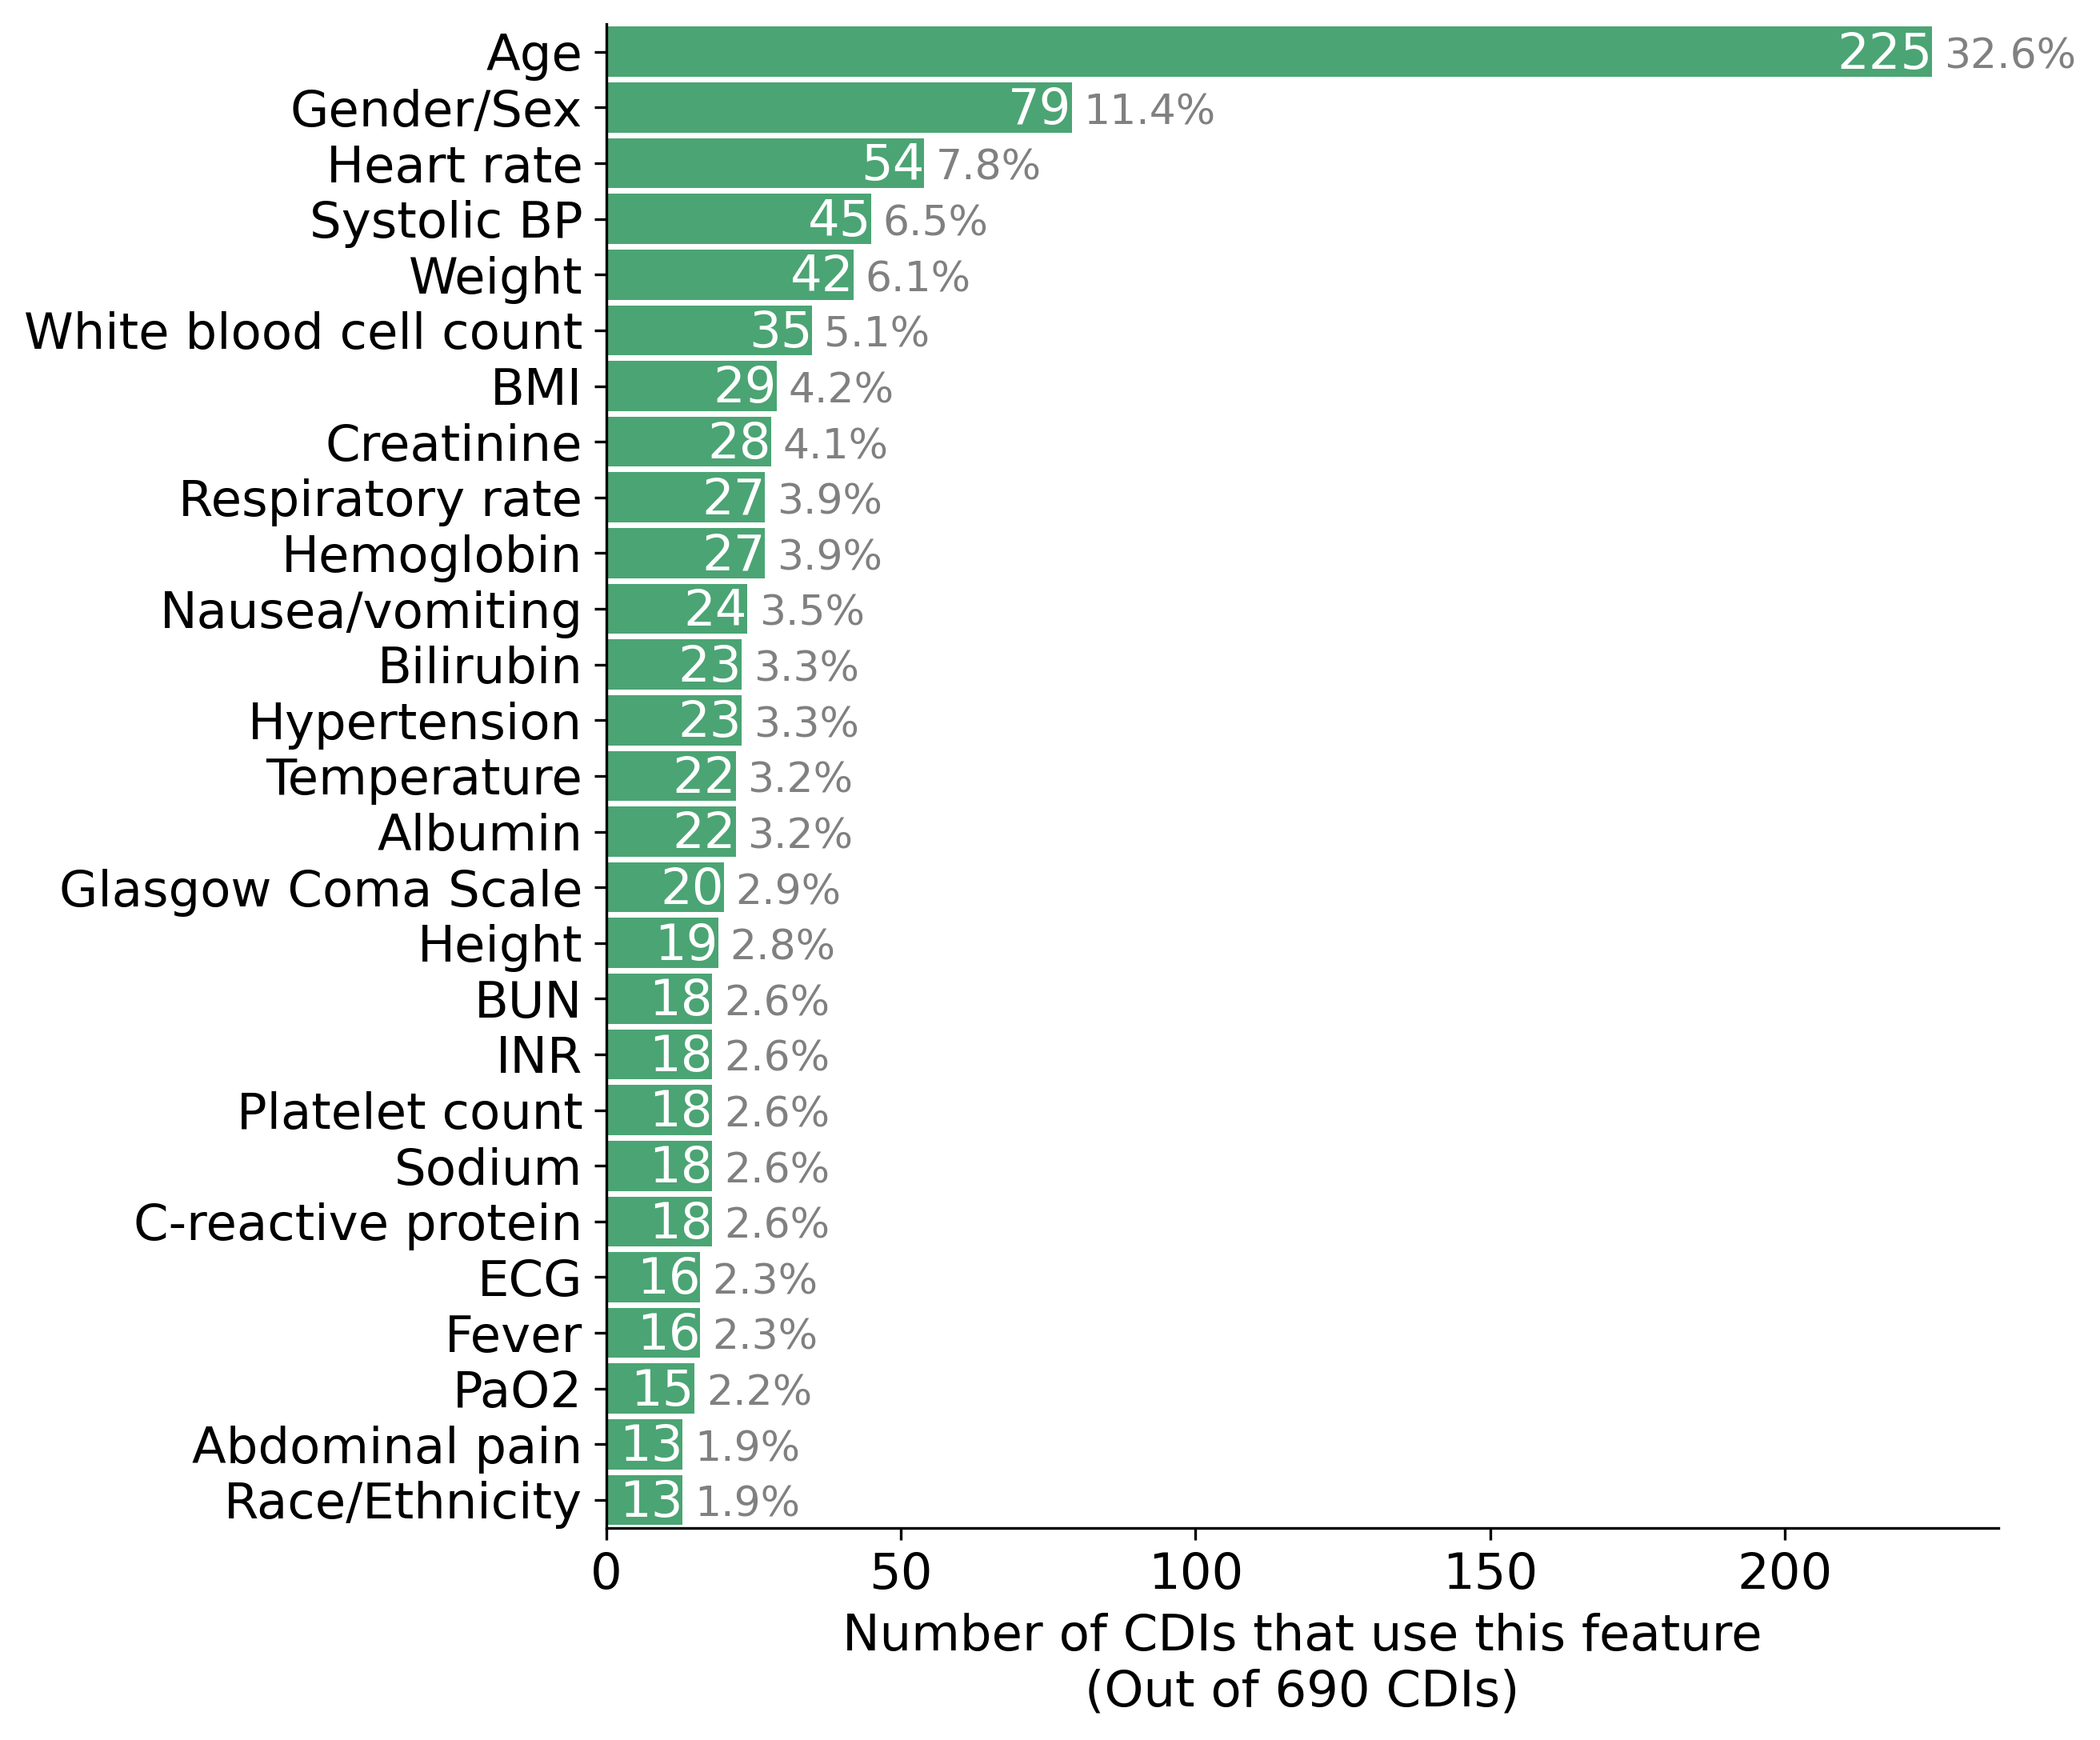 Age 225 32.6%
Gender/Sex 79 11.4%
Heart rate 54 7.8%
Systolic BP 45 6.5%
Weight 42 6.1%
White blood cell count 35 5.1%
BMI 29 4.2%
Creatinine 28 4.1%
Respiratory rate 27 3.9%
Hemoglobin 27 3.9%
Nausea/vomiting 24 3.5%
Bilirubin 23 3.3%
Hypertension 23 3.3%
Temperature 22 3.2%
Albumin 22 3.2%
Glasgow Coma Scale 20 2.9%
Height 19 2.8%
BUN 18 2.6%
INR 18 2.6%
Platelet count 18 2.6%
Sodium 18 2.6%
C-reactive protein 18 2.6%
ECG 16 2.3%
Fever 16 2.3%
PaO2 15 2.2%
Abdominal pain 13 1.9%
Race/Ethnicity 13 1.9%
0 50 100 150 200
Number of CDIs that use this feature
(Out of 690 CDIs)